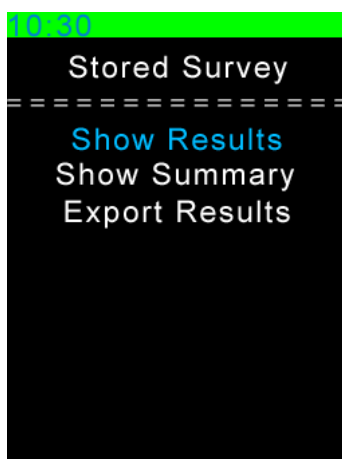 10:30
Stored Survey
===============
Show Results
Show Summary
Export Results